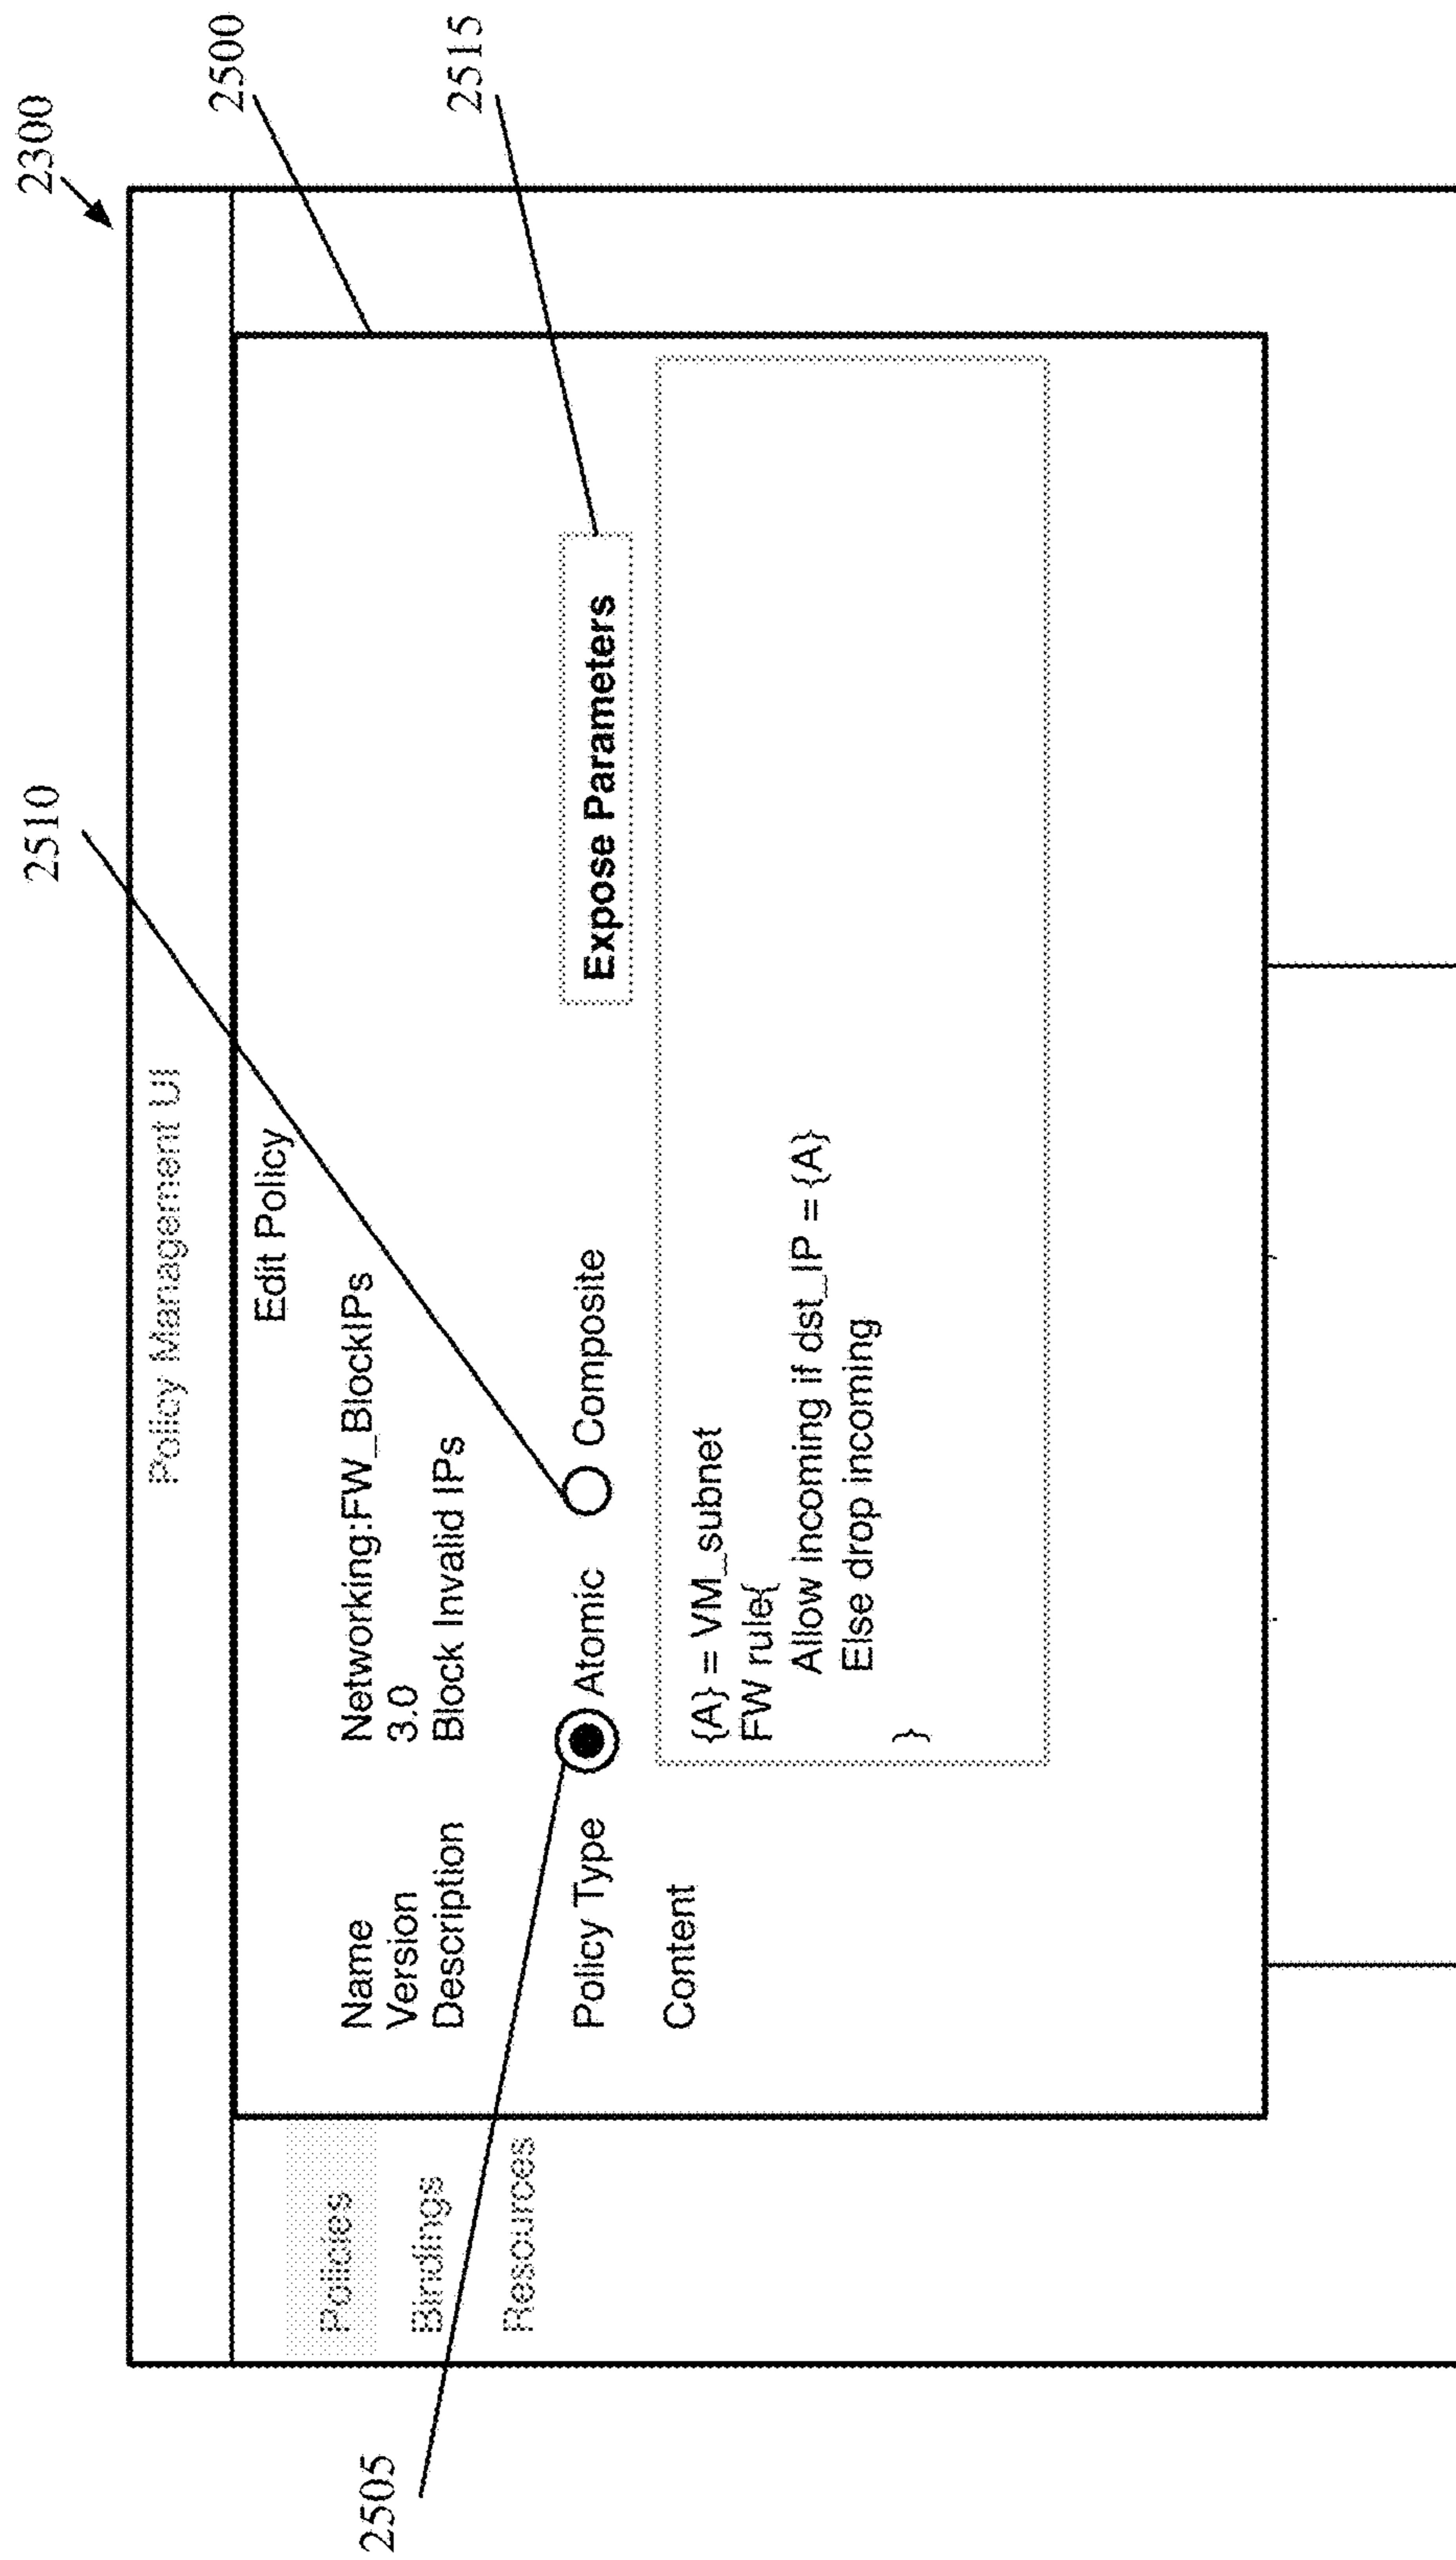 2300
2510
2500
2515
2505
Policy Management UI
Policies
Bindings
Resources
Edit Policy
Name Networking:FW_BlockIPs
Version 3.0
Description Block Invalid IPs
Policy Type Atomic Composite Expose Parameters
Content
{A} = VM_subnet
FW rule{
Allow incoming if dst_IP = {A}
Else drop incoming
}